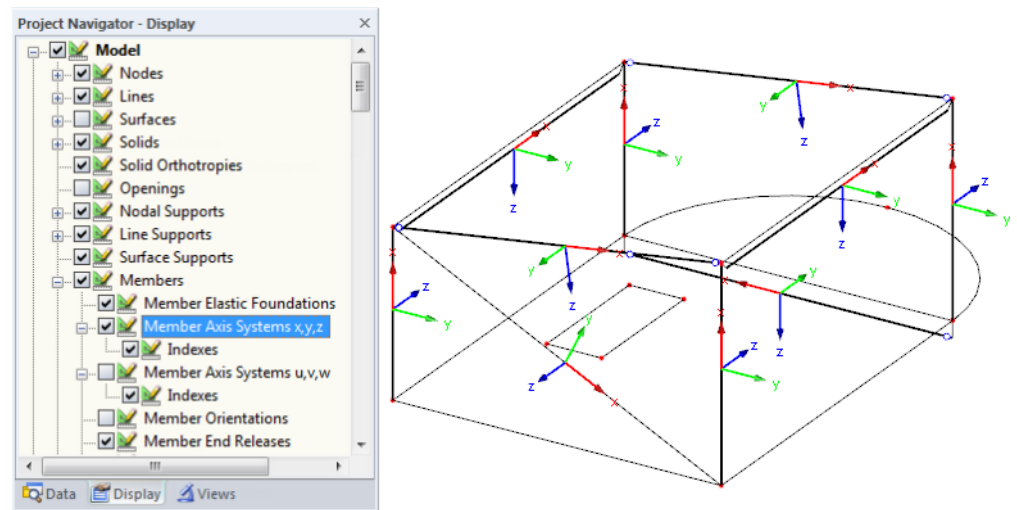 Project Navigator - Display
Model
Nodes
Lines
Surfaces
Solids
Solid Orthotropies
Openings
Nodal Supports
Line Supports
Surface Supports
Members
Member Elastic Foundations
Member Axis Systems x,y,z
Indexes
Member Axis Systems u,v,w
Indexes
Member Orientations
Member End Releases
Data Display Views
x
y
z
x
y
z
x
y
z
x
y
z
x
y
z
x
y
z
x
y
z
x
y
z
x
y
z
x
y
z